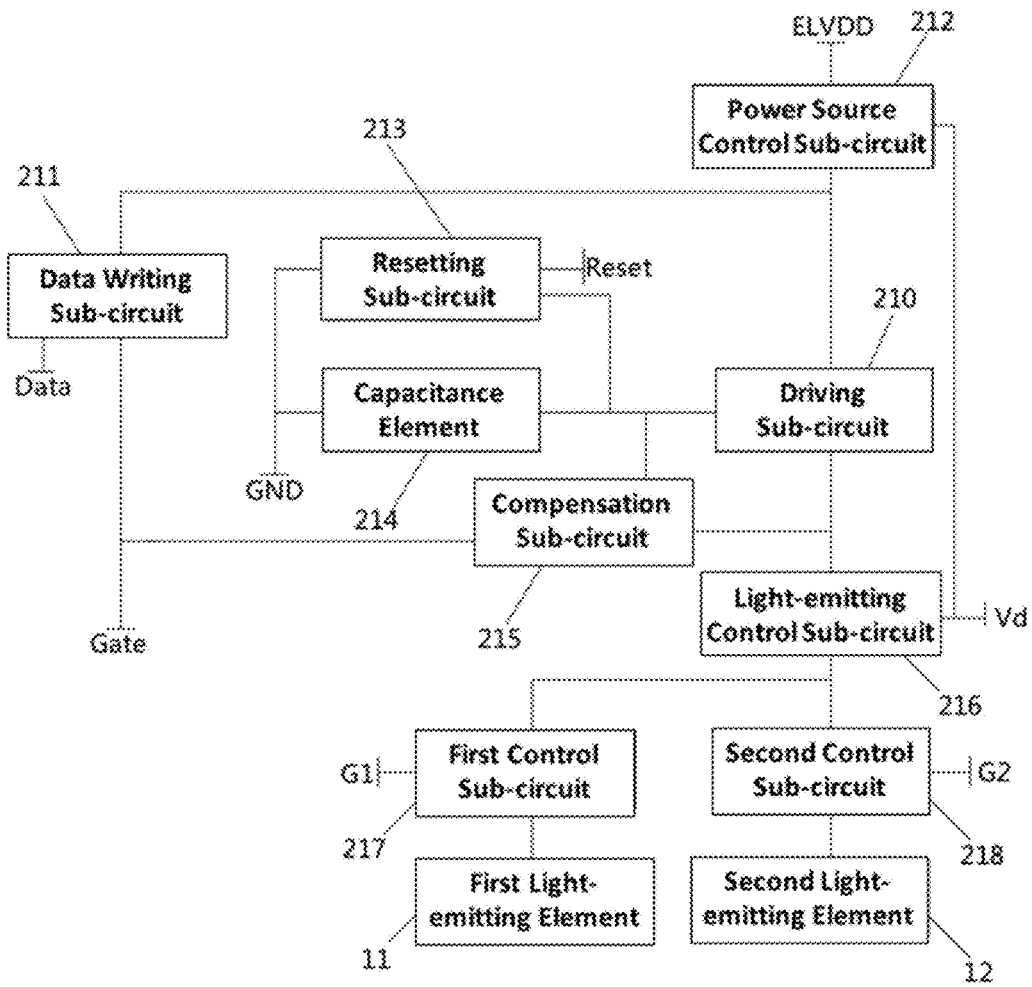 ELVDD
212
Power Source
Control Sub-circuit
213
211
Resetting
Sub-circuit
Reset
Data Writing
Sub-circuit
210
Data
Capacitance
Element
Driving
Sub-circuit
GND
214
Compensation
Sub-circuit
Light-emitting
Control Sub-circuit
Vd
Gate
215
216
First Control
Sub-circuit
G1
Second Control
Sub-circuit
G2
217
218
First Light-
emitting Element
Second Light-
emitting Element
11
12